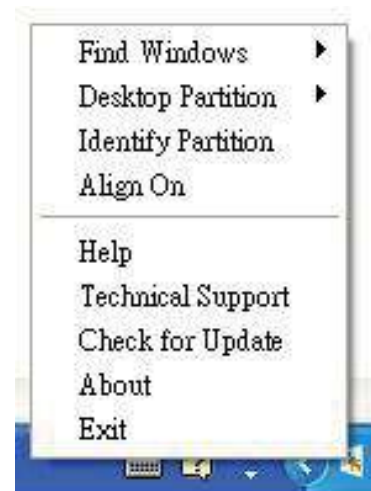 Find Windows
Desktop Partition
Identify Partition
Align On
Help
Technical Support
Check for Update
About
Exit